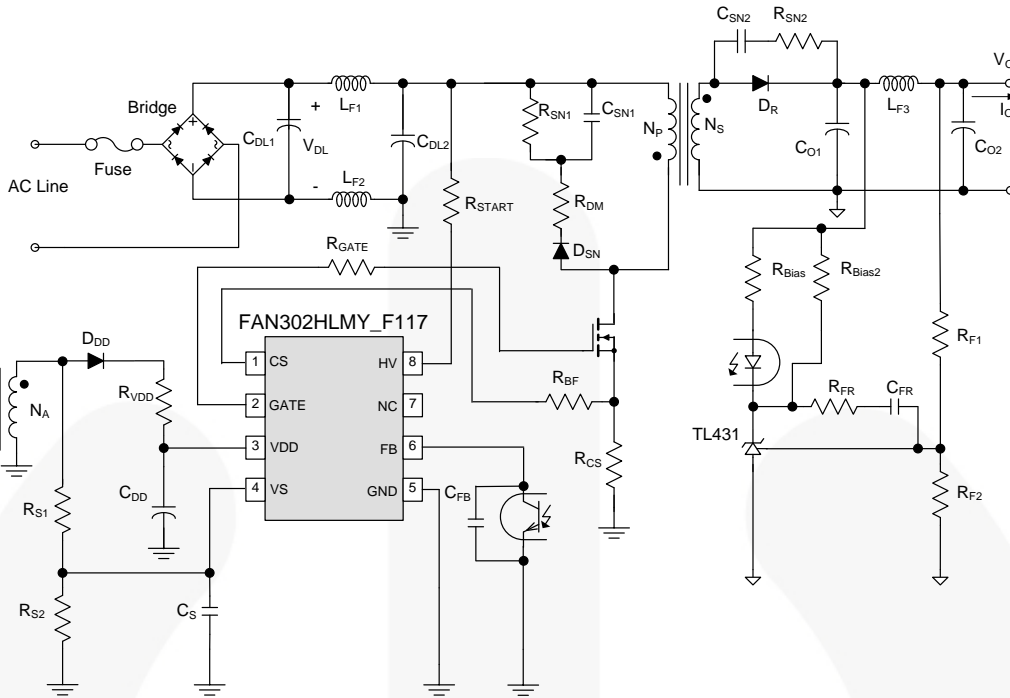 CSN2 RSN2
VO
Bridge
+
LF1
RSN1
CSN1
NP
NS
DR
LF3
IO
CDL1
VDL
CDL2
CO1
CO2
Fuse
AC Line
-
LF2
RSTART
RDM
DSN
RGATE
RBias
RBias2
FAN302HLMY_F117
DDD
1 CS HV 8
RF1
RVDD
NA
2 GATE NC 7
RBF
RFR CFR
TL431
3 VDD FB 6
RCS
4 VS GND 5
CDD
RS1
CFB
RF2
RS2
CS